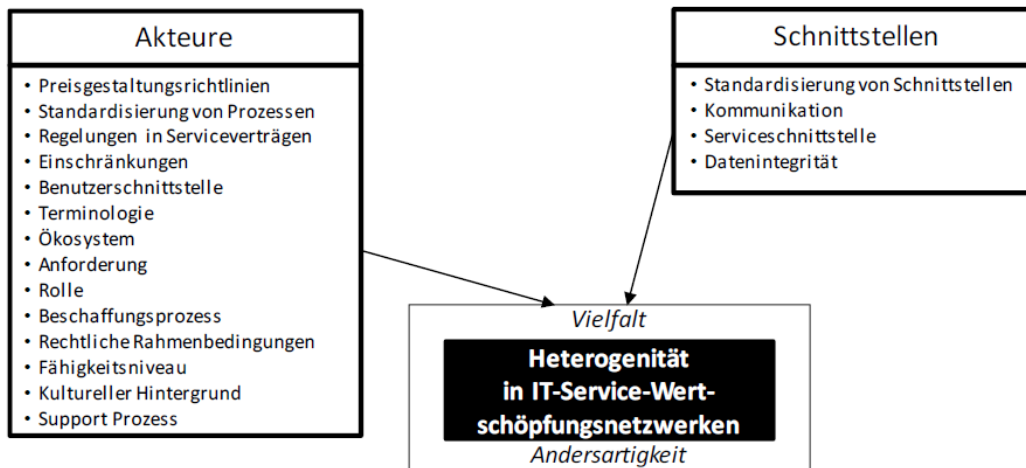 Akteure
• Preisgestaltungsrichtlinien
• Standardisierung von Prozessen
• Regelungen in Serviceverträgen
• Einschränkungen
• Benutzerschnittstelle
• Terminologie
• Ökosystem
• Anforderung
• Rolle
• Beschaffungsprozess
• Rechtliche Rahmenbedingungen
• Fähigkeitsniveau
• Kultureller Hintergrund
• Support Prozess
Schnittstellen
• Standardisierung von Schnittstellen
• Kommunikation
• Serviceschnittstelle
• Datenintegrität
Vielfalt
Heterogenität
in IT-Service-Wert-
schöpfungsnetzwerken
Andersartigkeit